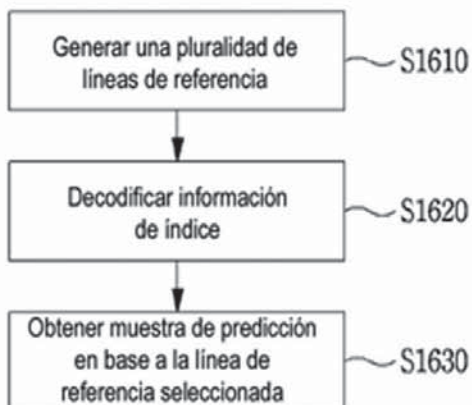 Generar una pluralidad de
líneas de referencia
S1610
Decodificar información
de índice
S1620
Obtener muestra de predicción
en base a la línea de
referencia seleccionada
S1630